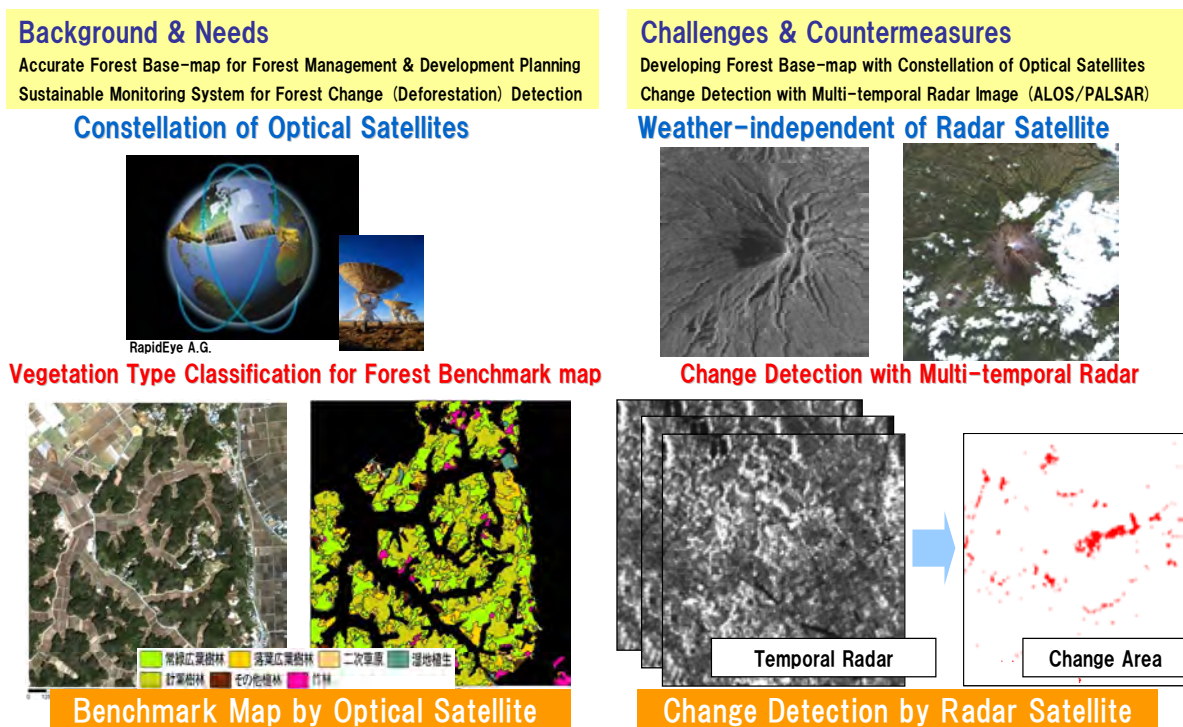 Background & Needs
Accurate Forest Base-map for Forest Management & Development Planning
Sustainable Monitoring System for Forest Change (Deforestation) Detection
Constellation of Optical Satellites
RapidEye A.G.
Vegetation Type Classification for Forest Benchmark map
常緑広葉樹林 落葉広葉樹林 二次草原 湿地植生
針葉樹林 その他植林 竹林
0
Benchmark Map by Optical Satellite
Challenges & Countermeasures
Developing Forest Base-map with Constellation of Optical Satellites
Change Detection with Multi-temporal Radar Image (ALOS/PALSAR)
Weather-independent of Radar Satellite
Change Detection with Multi-temporal Radar
Temporal Radar
Change Area
Change Detection by Radar Satellite